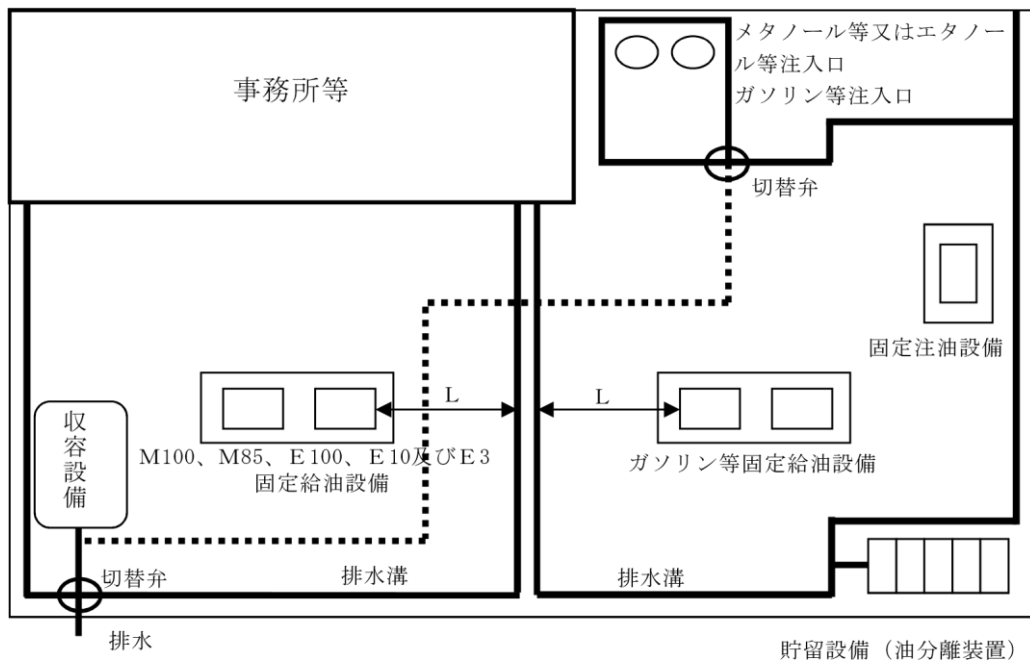 事務所等
メタノール等又はエタノー
ル等注入口
ガソリン等注入口
切替弁
固定注油設備
L
L
収容設備
M100、M85、E100、E10及びE3
固定給油設備
ガソリン等固定給油設備
切替弁
排水溝
排水溝
排水
貯留設備（油分離装置）